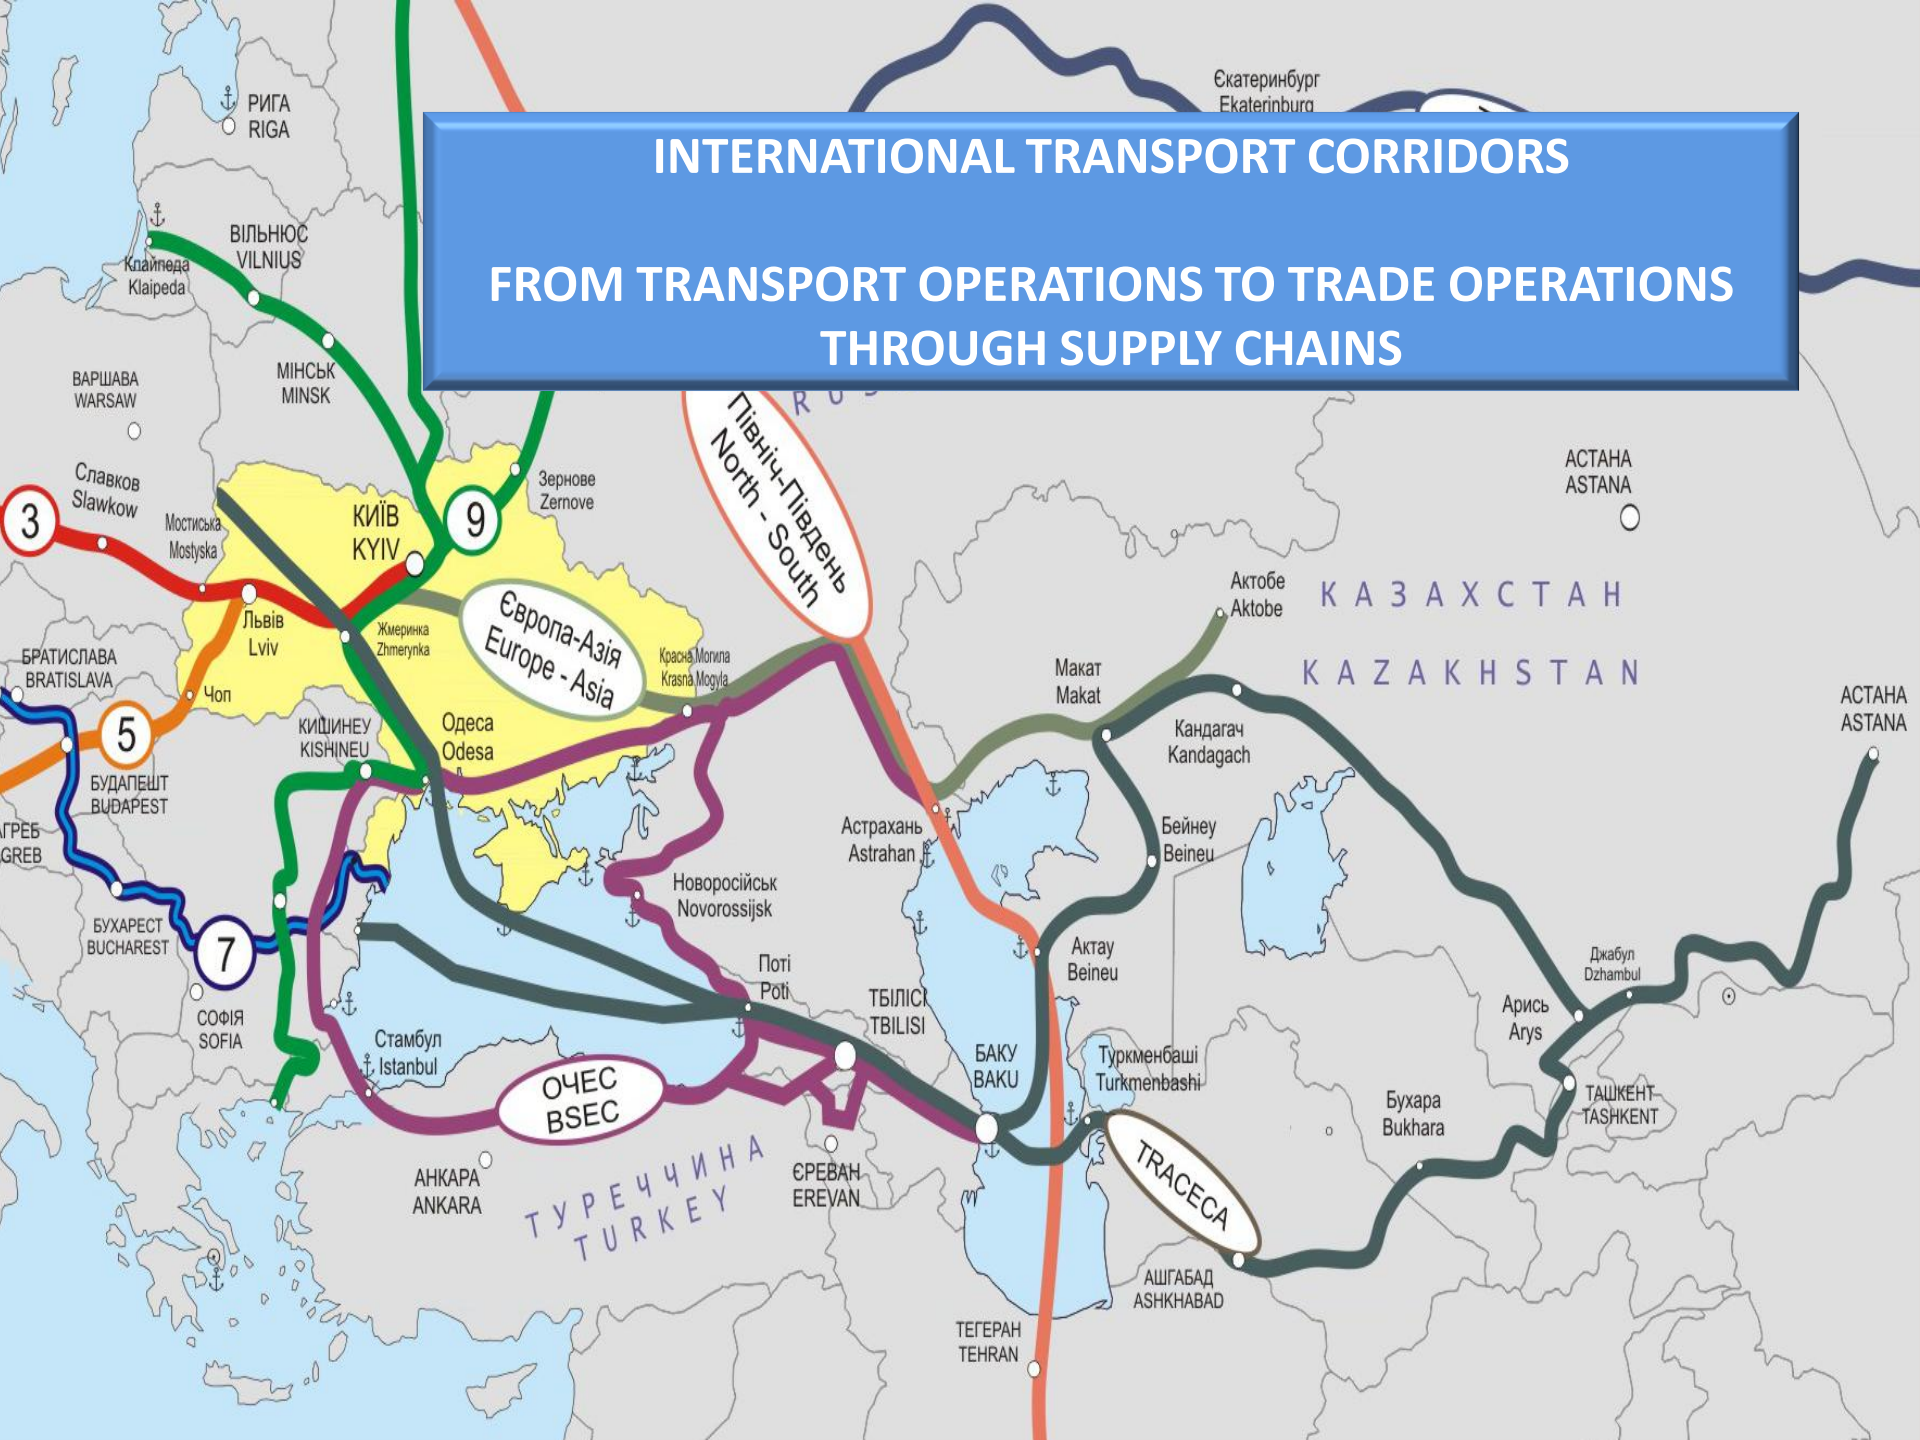 INTERNATIONAL TRANSPORT CORRIDORS
FROM TRANSPORT OPERATIONS TO TRADE OPERATIONS
THROUGH SUPPLY CHAINS
Єкатеринбург
Ekaterinburg
РИГА
RIGA
ВІЛЬНЮС
VILNIUS
Клайпеда
Klaipeda
МІНСЬК
MINSK
ВАРШАВА
WARSAW
Славков
Slawkow
3
Мостиська
Mostyska
КИЇВ
KYIV
9
Зернове
Zernove
Північ-Південь
North - South
АСТАНА
ASTANA
Львів
Lviv
Жмеринка
Zhmerynka
Європа-Азія
Europe - Asia
Красна Могила
Krasna Mogyla
Актобе
Aktobe
КАЗАХСТАН
KAZAKHSTAN
БРАТИСЛАВА
BRATISLAVA
Чоп
5
КИШИНЕУ
KISHINEU
Одеса
Odesa
Макат
Makat
Кандагач
Kandagach
АСТАНА
ASTANA
БУДАПЕШТ
BUDAPEST
АГРЕБ
GREB
Астрахань
Astrahan
Бейнеу
Beineu
Новоросійськ
Novorossijsk
БУХАРЕСТ
BUCHAREST
7
Поті
Poti
Актау
Beineu
Джабул
Dzhambul
СОФІЯ
SOFIA
ТБІЛІСІ
TBILISI
Арись
Arys
Стамбул
Istanbul
БАКУ
BAKU
Туркменбаші
Turkmenbashi
ОЧЕС
BSEC
Бухара
Bukhara
ТАШКЕНТ
TASHKENT
TRACECA
АНКАРА
ANKARA
ТУРЕЧЧИНА
TURKEY
ЄРЕВАН
EREVAN
АШГАБАД
ASHKHABAD
ТЕГЕРАН
TEHRAN